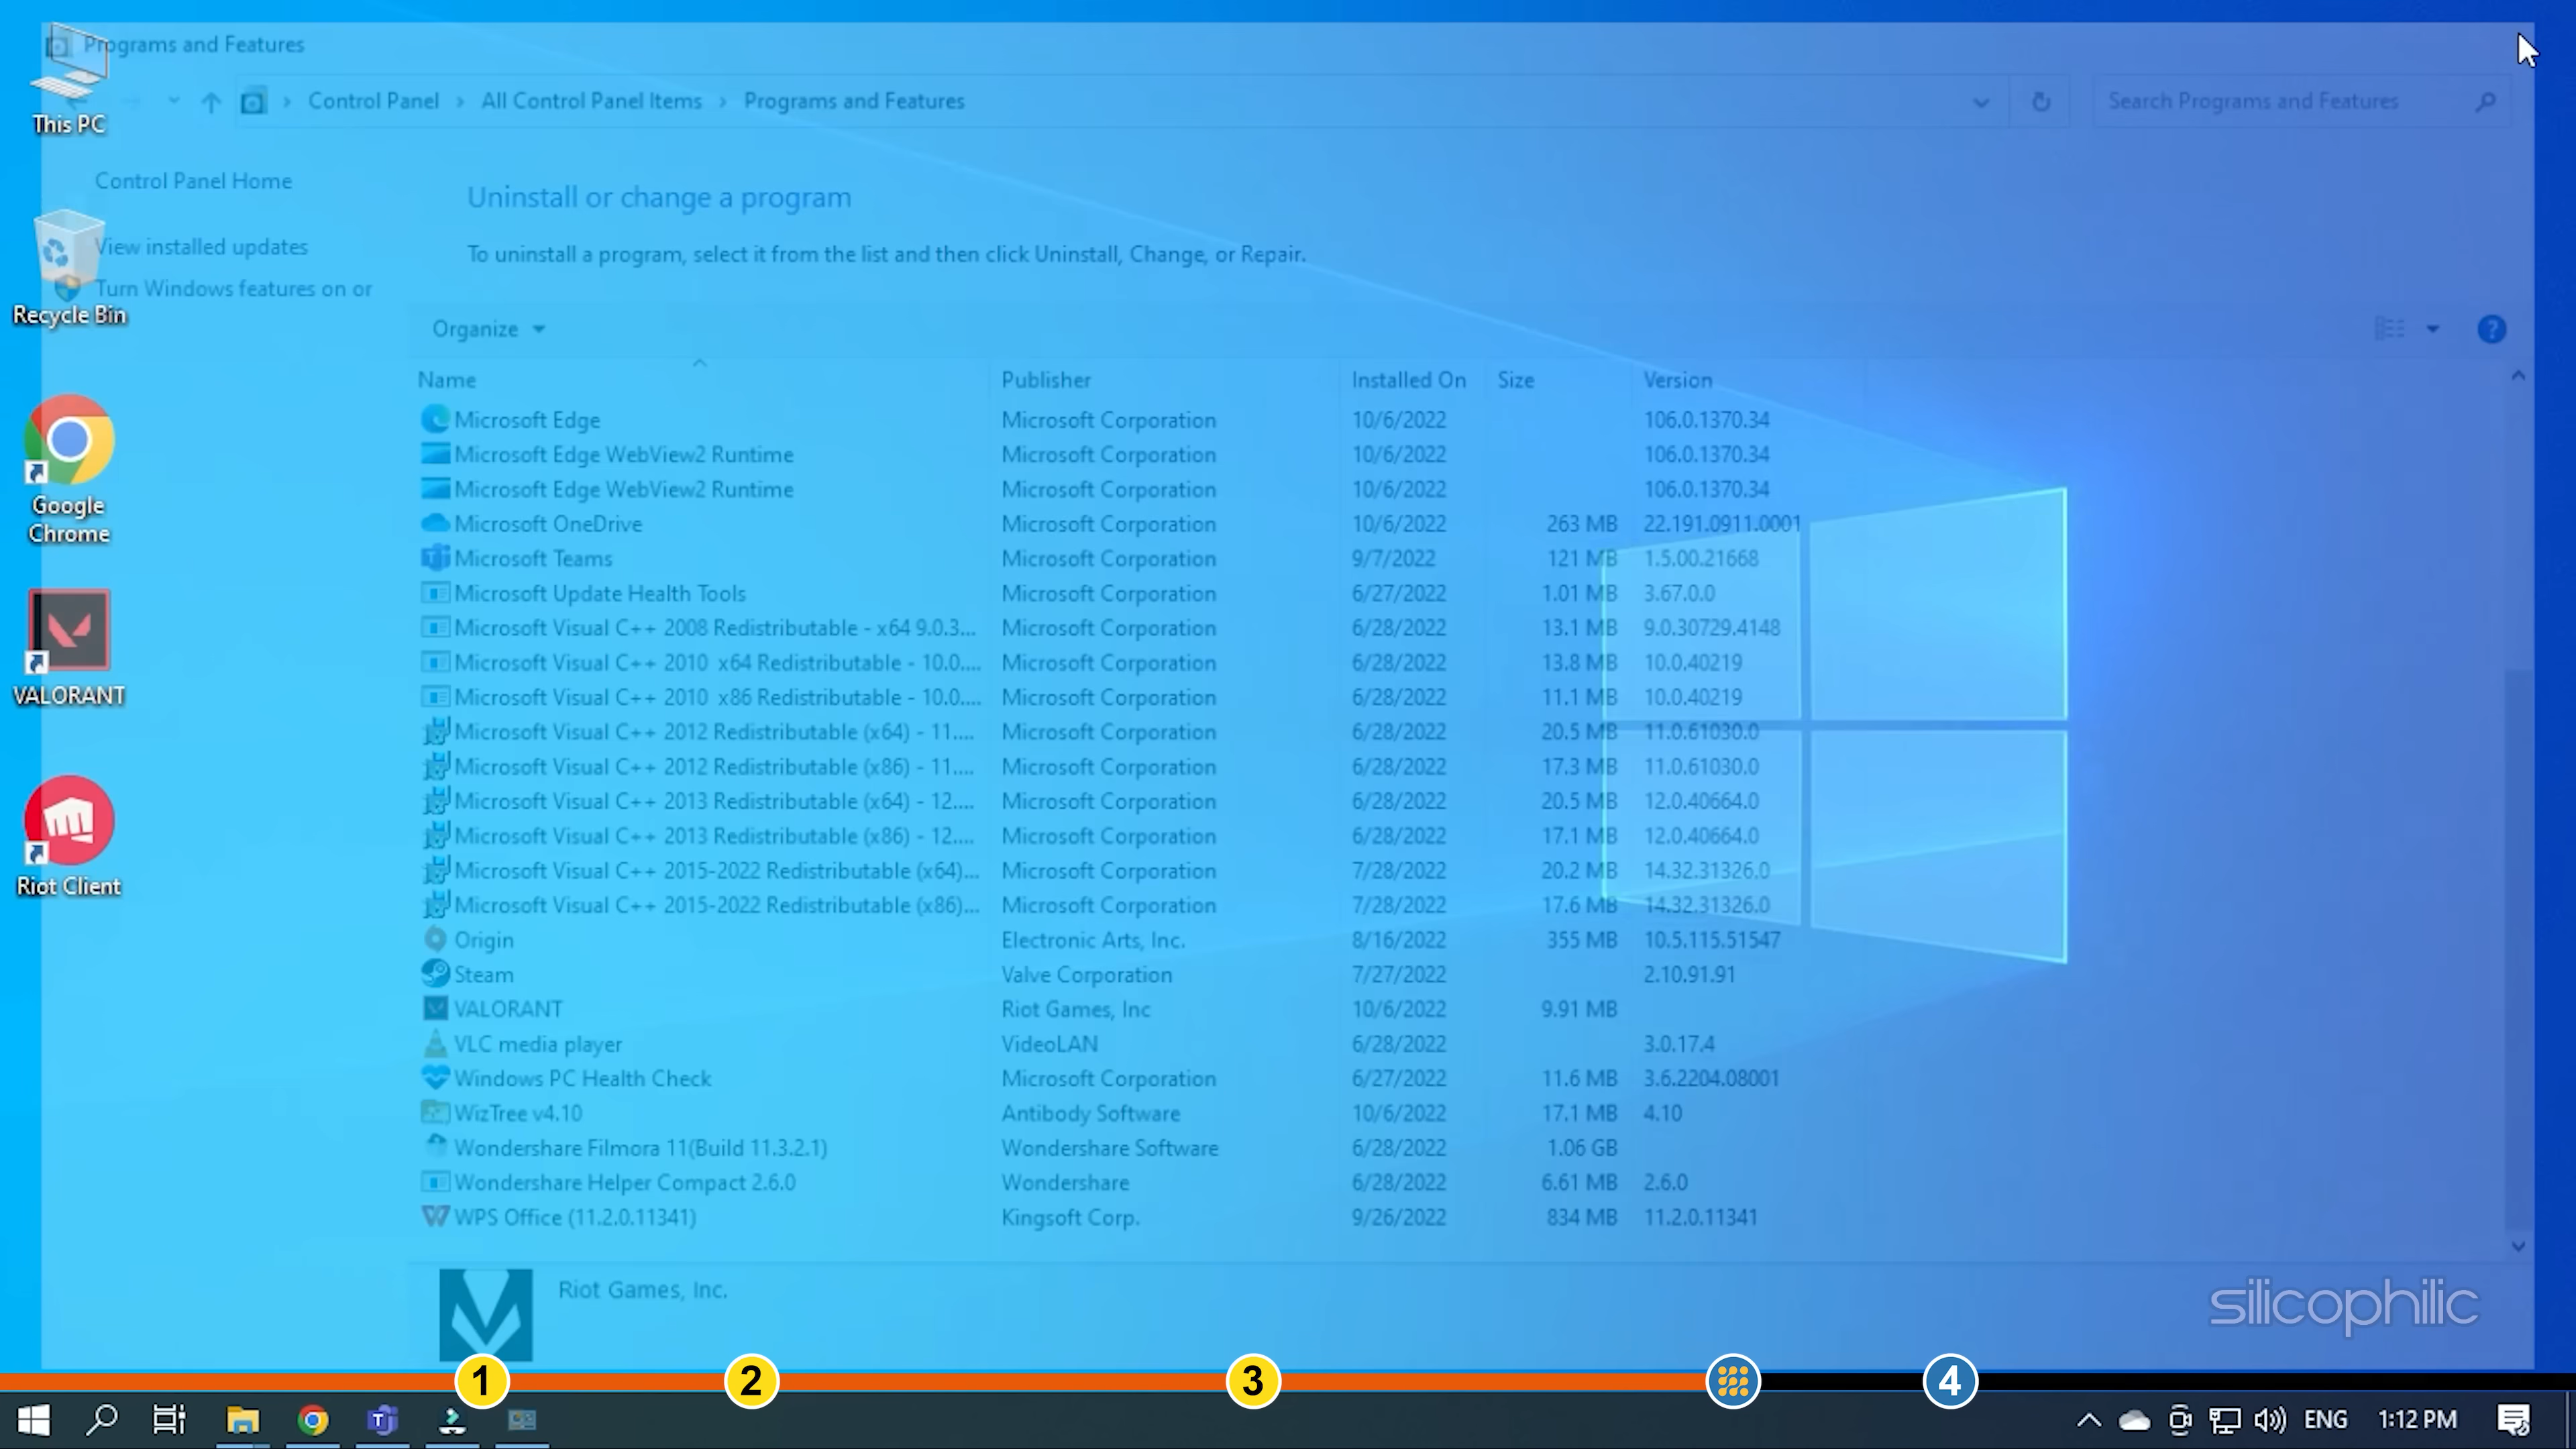 Programs and Features
Control Panel › All Control Panel Items › Programs and Features
Search Programs and Features
This PC
Recycle Bin
Google
Chrome
VALORANT
Riot Client
Control Panel Home
View installed updates
Turn Windows features on or
Uninstall or change a program
To uninstall a program, select it from the list and then click Uninstall, Change, or Repair.
Organize
Name Publisher Installed On Size Version
Microsoft Edge Microsoft Corporation 10/6/2022 106.0.1370.34
Microsoft Edge WebView2 Runtime Microsoft Corporation 10/6/2022 106.0.1370.34
Microsoft Edge WebView2 Runtime Microsoft Corporation 10/6/2022 106.0.1370.34
Microsoft OneDrive Microsoft Corporation 10/6/2022 263 MB 22.191.0911.0001
Microsoft Teams Microsoft Corporation 9/7/2022 121 MB 1.5.00.21668
Microsoft Update Health Tools Microsoft Corporation 6/27/2022 1.01 MB 3.67.0.0
Microsoft Visual C++ 2008 Redistributable - x64 9.0.3... Microsoft Corporation 6/28/2022 13.1 MB 9.0.30729.4148
Microsoft Visual C++ 2010 x64 Redistributable - 10.0.... Microsoft Corporation 6/28/2022 13.8 MB 10.0.40219
Microsoft Visual C++ 2010 x86 Redistributable - 10.0.... Microsoft Corporation 6/28/2022 11.1 MB 10.0.40219
Microsoft Visual C++ 2012 Redistributable (x64) - 11.... Microsoft Corporation 6/28/2022 20.5 MB 11.0.61030.0
Microsoft Visual C++ 2012 Redistributable (x86) - 11.... Microsoft Corporation 6/28/2022 17.3 MB 11.0.61030.0
Microsoft Visual C++ 2013 Redistributable (x64) - 12.... Microsoft Corporation 6/28/2022 20.5 MB 12.0.40664.0
Microsoft Visual C++ 2013 Redistributable (x86) - 12.... Microsoft Corporation 6/28/2022 17.1 MB 12.0.40664.0
Microsoft Visual C++ 2015-2022 Redistributable (x64)... Microsoft Corporation 7/28/2022 20.2 MB 14.32.31326.0
Microsoft Visual C++ 2015-2022 Redistributable (x86)... Microsoft Corporation 7/28/2022 17.6 MB 14.32.31326.0
Origin Electronic Arts, Inc. 8/16/2022 355 MB 10.5.115.51547
Steam Valve Corporation 7/27/2022 2.10.91.91
VALORANT Riot Games, Inc 10/6/2022 9.91 MB
VLC media player VideoLAN 6/28/2022 3.0.17.4
Windows PC Health Check Microsoft Corporation 6/27/2022 11.6 MB 3.6.2204.08001
WizTree v4.10 Antibody Software 10/6/2022 17.1 MB 4.10
Wondershare Filmora 11(Build 11.3.2.1) Wondershare Software 6/28/2022 1.06 GB
Wondershare Helper Compact 2.6.0 Wondershare 6/28/2022 6.61 MB 2.6.0
WPS Office (11.2.0.11341) Kingsoft Corp. 9/26/2022 834 MB 11.2.0.11341
Riot Games, Inc.
silicophilic
1 2 3 4
ENG 1:12 PM